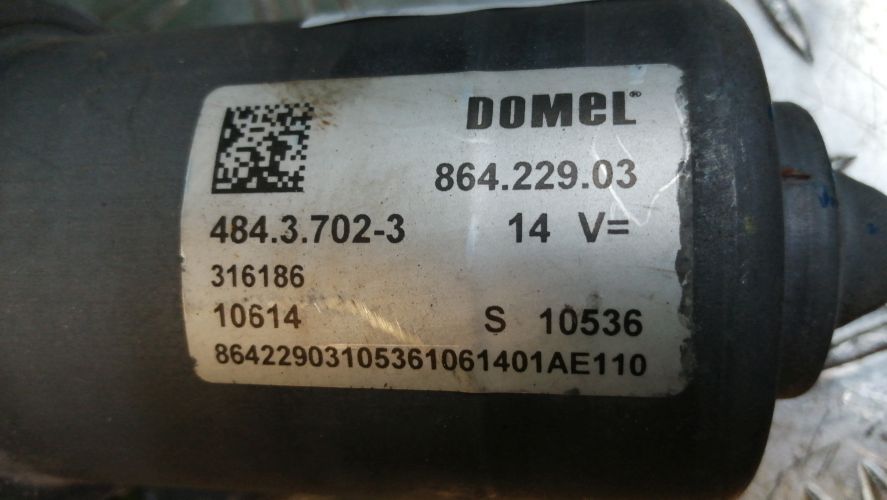 DOMEL®
864.229.03
484.3.702-3 14 V=
316186
10614 S 10536
86422903105361061401AE110